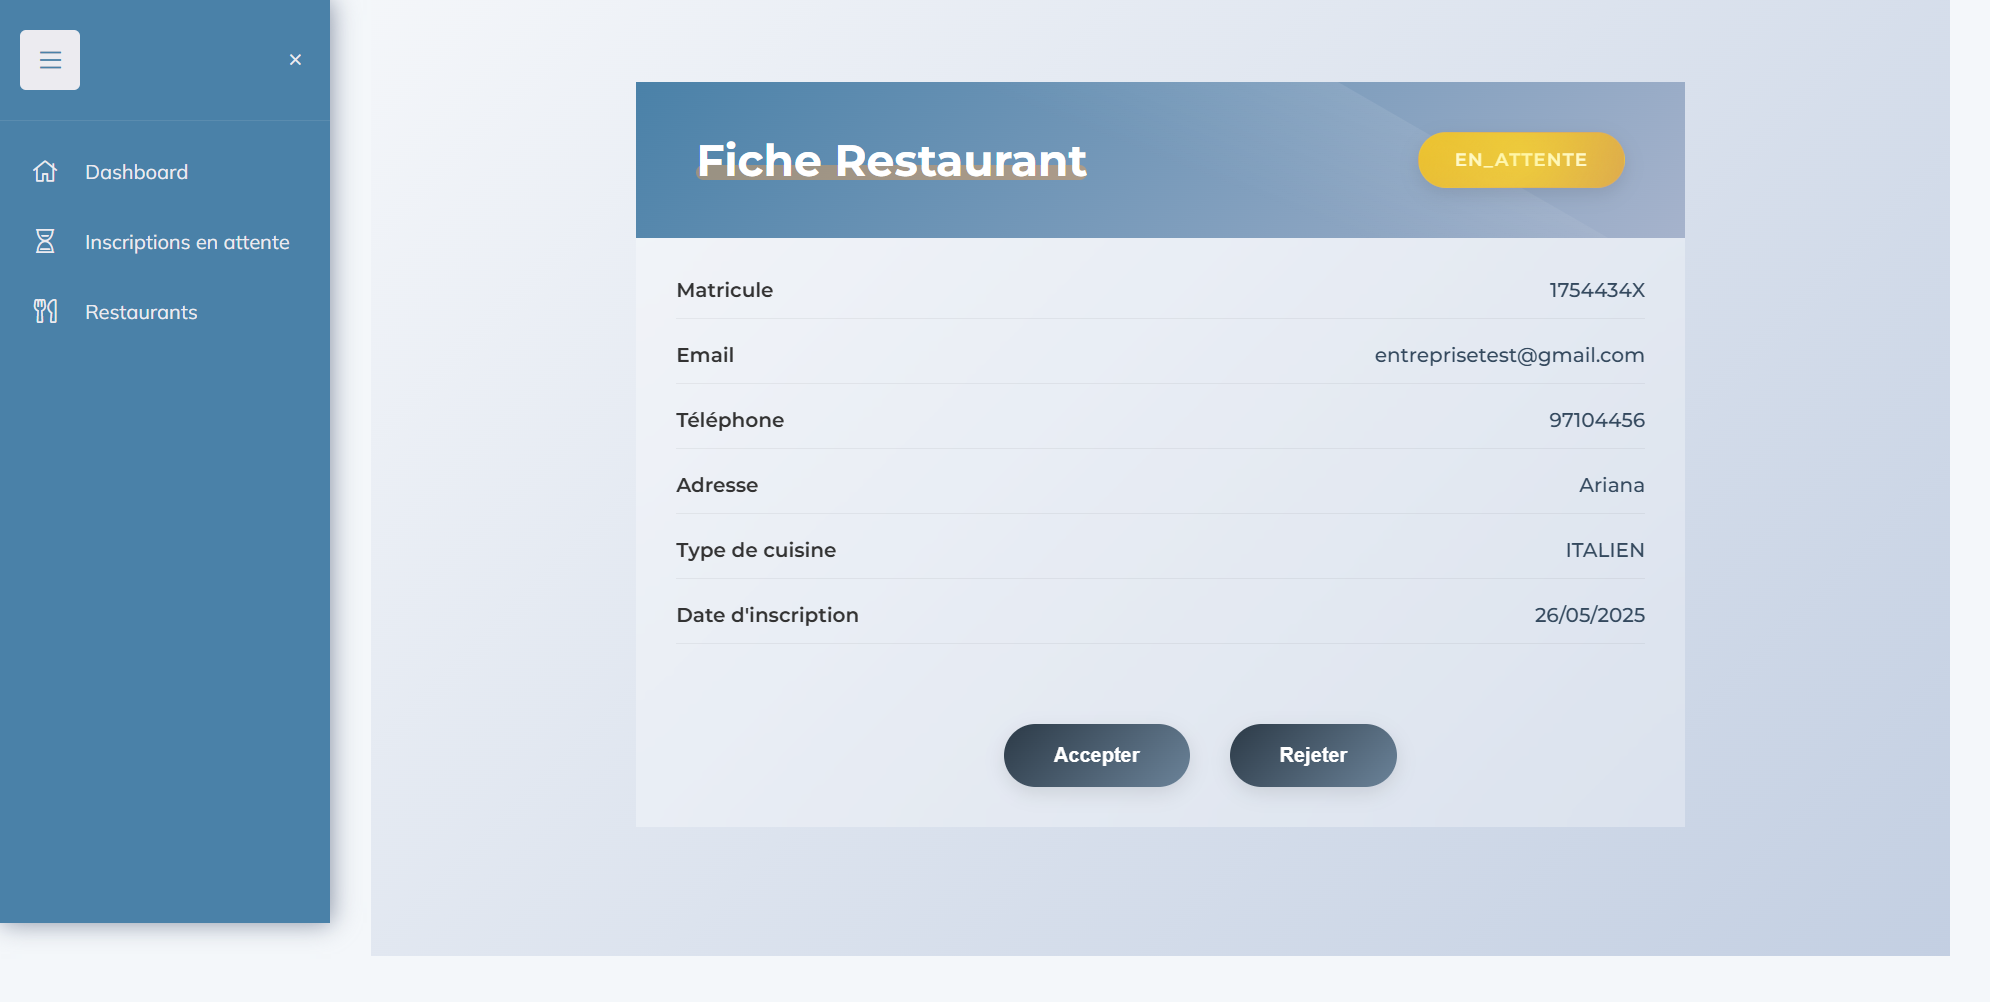 ×
Dashboard
Inscriptions en attente
Restaurants
Fiche Restaurant
EN_ATTENTE
Matricule 1754434X
Email entreprisetest@gmail.com
Téléphone 97104456
Adresse Ariana
Type de cuisine ITALIEN
Date d'inscription 26/05/2025
Accepter Rejeter